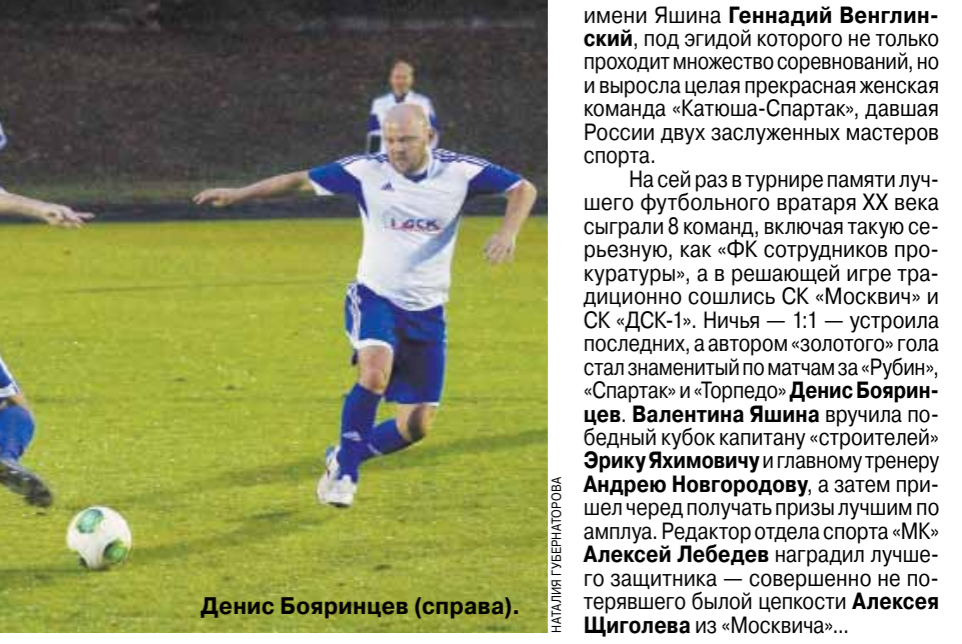 имени Яшина Геннадий Венглин-
ский, под эгидой которого не только
проходит множество соревнований, но
и выросла целая прекрасная женская
команда «Катюша-Спартак», давшая
России двух заслуженных мастеров
спорта.
На сей раз в турнире памяти луч-
шего футбольного вратаря XX века
сыграли 8 команд, включая такую се-
рьезную, как «ФК сотрудников про-
куратуры», а в решающей игре тра-
диционно сошлись СК «Москвич» и
СК «ДСК-1». Ничья — 1:1 — устроила
последних, а автором «золотого» гола
стал знаменитый по матчам за «Рубин»,
«Спартак» и «Торпедо» Денис Боярин-
цев. Валентина Яшина вручила по-
бедный кубок капитану «строителей»
Эрику Яхимовичу и главному тренеру
Андрею Новгородову, а затем при-
шел черед получать призы лучшим по
амплуа. Редактор отдела спорта «МК»
Алексей Лебедев наградил лучше-
го защитника — совершенно не по-
терявшего былой цепкости Алексея
Щиголева из «Москвича»...
НАТАЛИЯ ГУБЕРНАТОРОВА
Денис Бояринцев (справа).